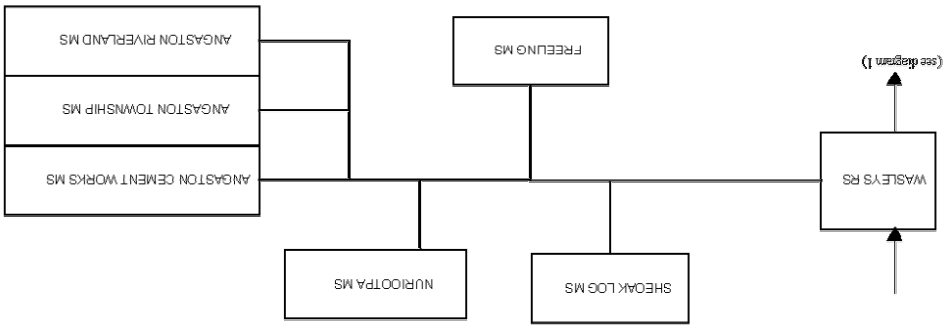 SHEOAK LOG MS
NURIOOTPA MS
WASLEYS RS
ANGASTON CEMENT WORKS MS
ANGASTON TOWNSHIP MS
(see diagram 1)
FREELING MS
ANGASTON RIVERLAND MS